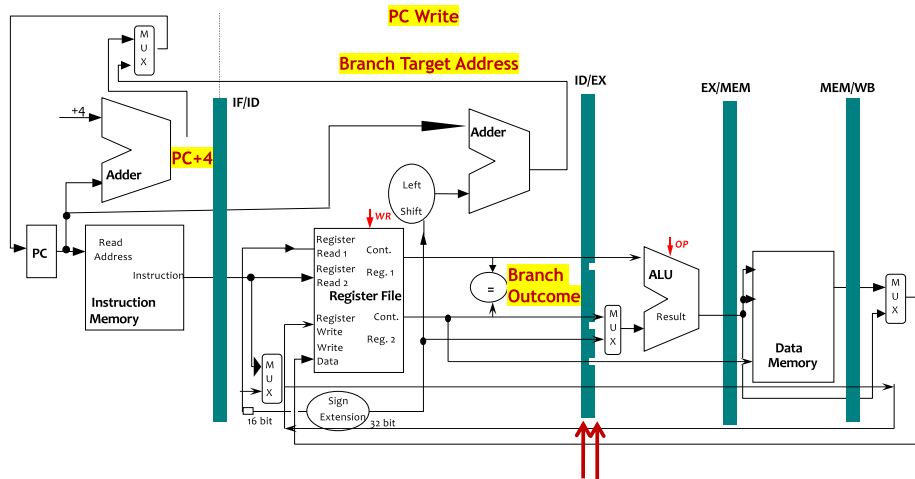 PC Write
M
U
X
Branch Target Address
IF/ID
ID/EX
EX/MEM
MEM/WB
+4
Adder
PC+4
Adder
Left
Shift
WR
OP
PC
Read
Address
Instruction
Instruction
Memory
Register
Read 1
Register
Read 2
Cont.
Reg. 1
Register File
Register
Write
Write
Data
Cont.
Reg. 2
=
Branch
Outcome
M
U
X
ALU
Result
Data
Memory
M
U
X
M
U
X
Sign
Extension
16 bit
32 bit